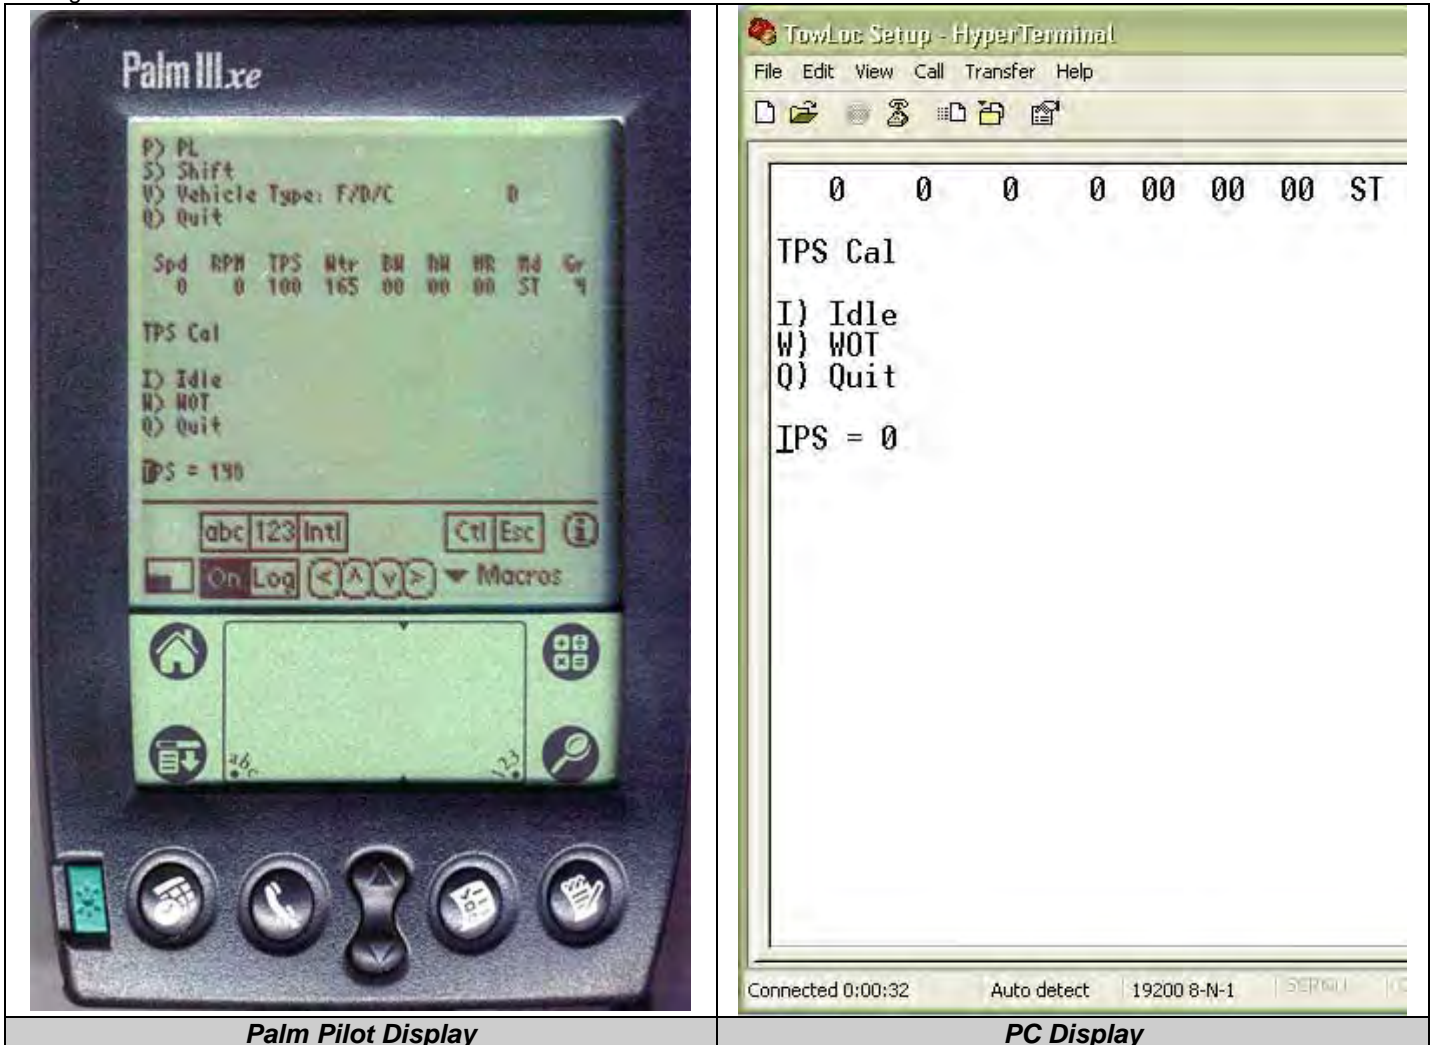 Palm IIIxe
P) PL
S) Shift
V) Vehicle Type: F/D/C D
Q) Quit
Spd RPM TPS Wtr BW HR Md Gr
0 0 100 165 00 00 00 ST 4
TPS Cal
I) Idle
W) WOT
Q) Quit
TPS = 190
abc 123 Intl Ctl Esc i
On Log < ^ v > Macros
abc 123
Palm Pilot Display
TowLoc Setup - HyperTerminal
File Edit View Call Transfer Help
0 0 0 0 00 00 00 ST
TPS Cal
I) Idle
W) WOT
Q) Quit
TPS = 0
Connected 0:00:32 Auto detect 19200 8-N-1 SCROLL
PC Display